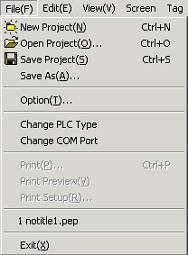 File(F) Edit(E) View(V) Screen Tag
New Project(N) Ctrl+N
Open Project(O)... Ctrl+O
Save Project(S) Ctrl+S
Save As(A)...
Option(T)...
Change PLC Type
Change COM Port
Print(P)... Ctrl+P
Print Preview(V)
Print Setup(R)...
1 notitle1.pep
Exit(X)